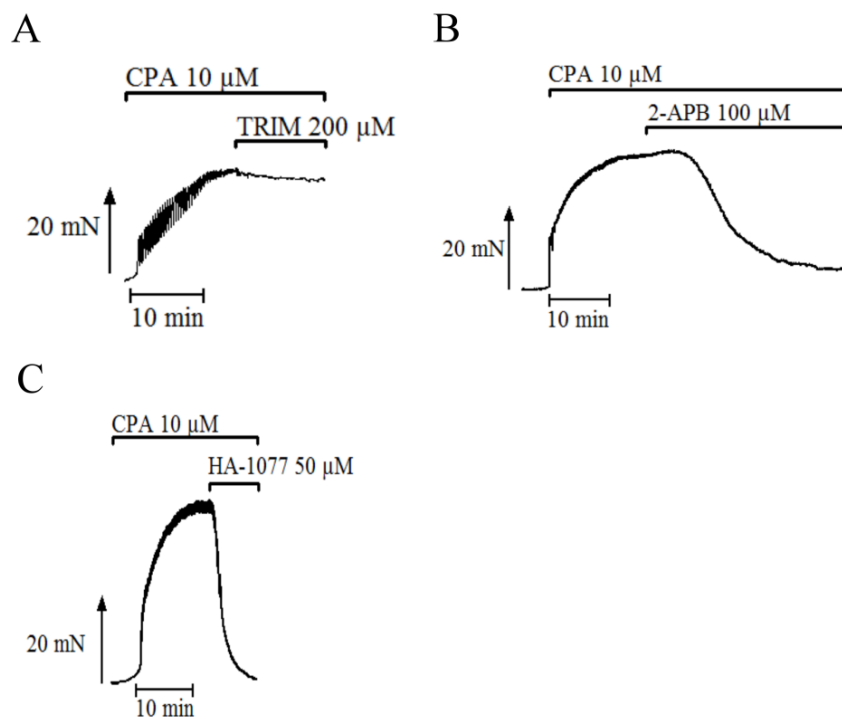 A
CPA 10 µM
TRIM 200 µM
20 mN
10 min
B
CPA 10 µM
2-APB 100 µM
20 mN
10 min
C
CPA 10 µM
HA-1077 50 µM
20 mN
10 min